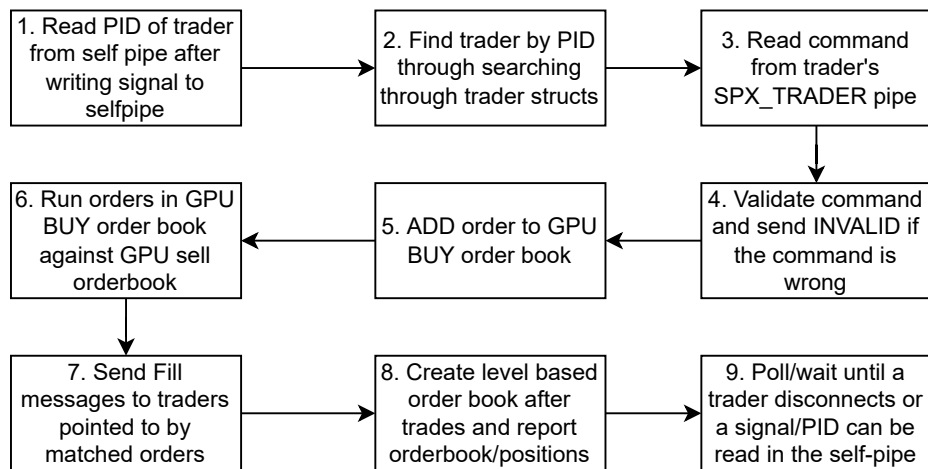 1. Read PID of trader
from self pipe after
writing signal to
selfpipe
2. Find trader by PID
through searching
through trader structs
3. Read command
from trader's
SPX_TRADER pipe
4. Validate command
and send INVALID if
the command is
wrong
5. ADD order to GPU
BUY order book
6. Run orders in GPU
BUY order book
against GPU sell
orderbook
7. Send Fill
messages to traders
pointed to by
matched orders
8. Create level based
order book after
trades and report
orderbook/positions
9. Poll/wait until a
trader disconnects or
a signal/PID can be
read in the self-pipe